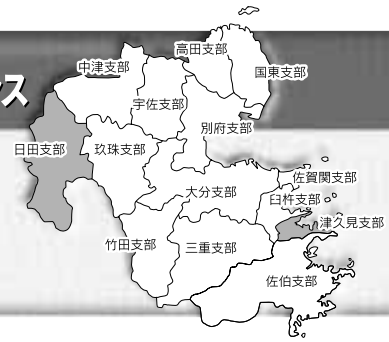 高田支部
中津支部
国東支部
ンス
宇佐支部
別府支部
日田支部
玖珠支部
佐賀関支部
大分支部
臼杵支部
津久見支部
竹田支部
三重支部
佐伯支部